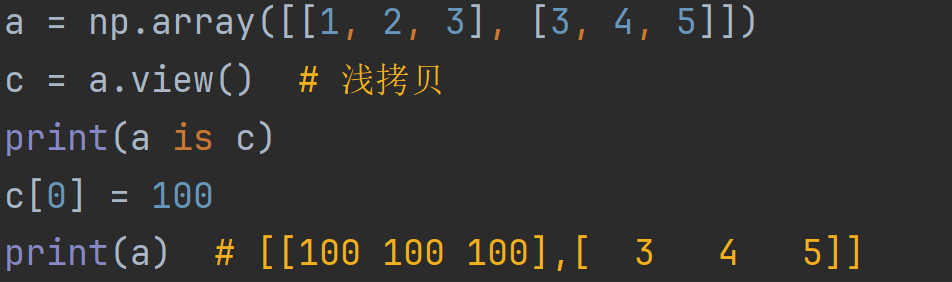 a = np.array([[1, 2, 3], [3, 4, 5]])
c = a.view()  # 浅拷贝
print(a is c)
c[0] = 100
print(a)  # [[100 100 100],[  3   4   5]]